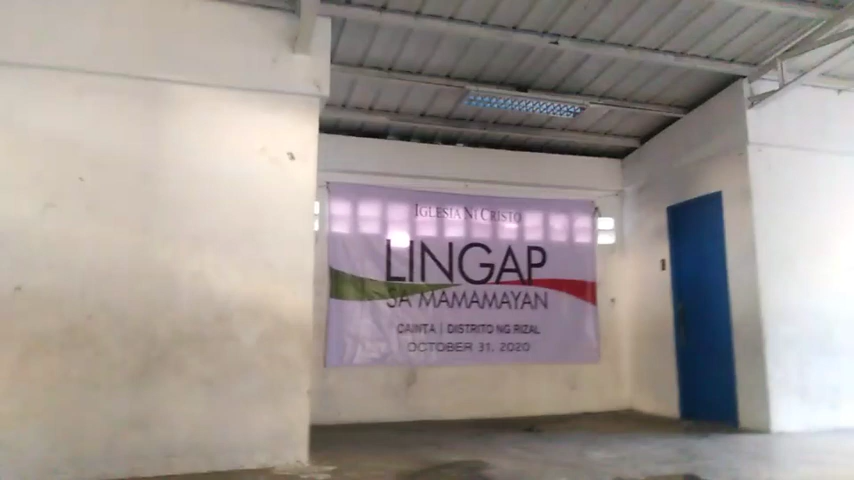 IGLESIA NI CRISTO
LINGAP
SA MAMAMAYAN
CAINTA | DISTRITO NG RIZAL
OCTOBER 31, 2020